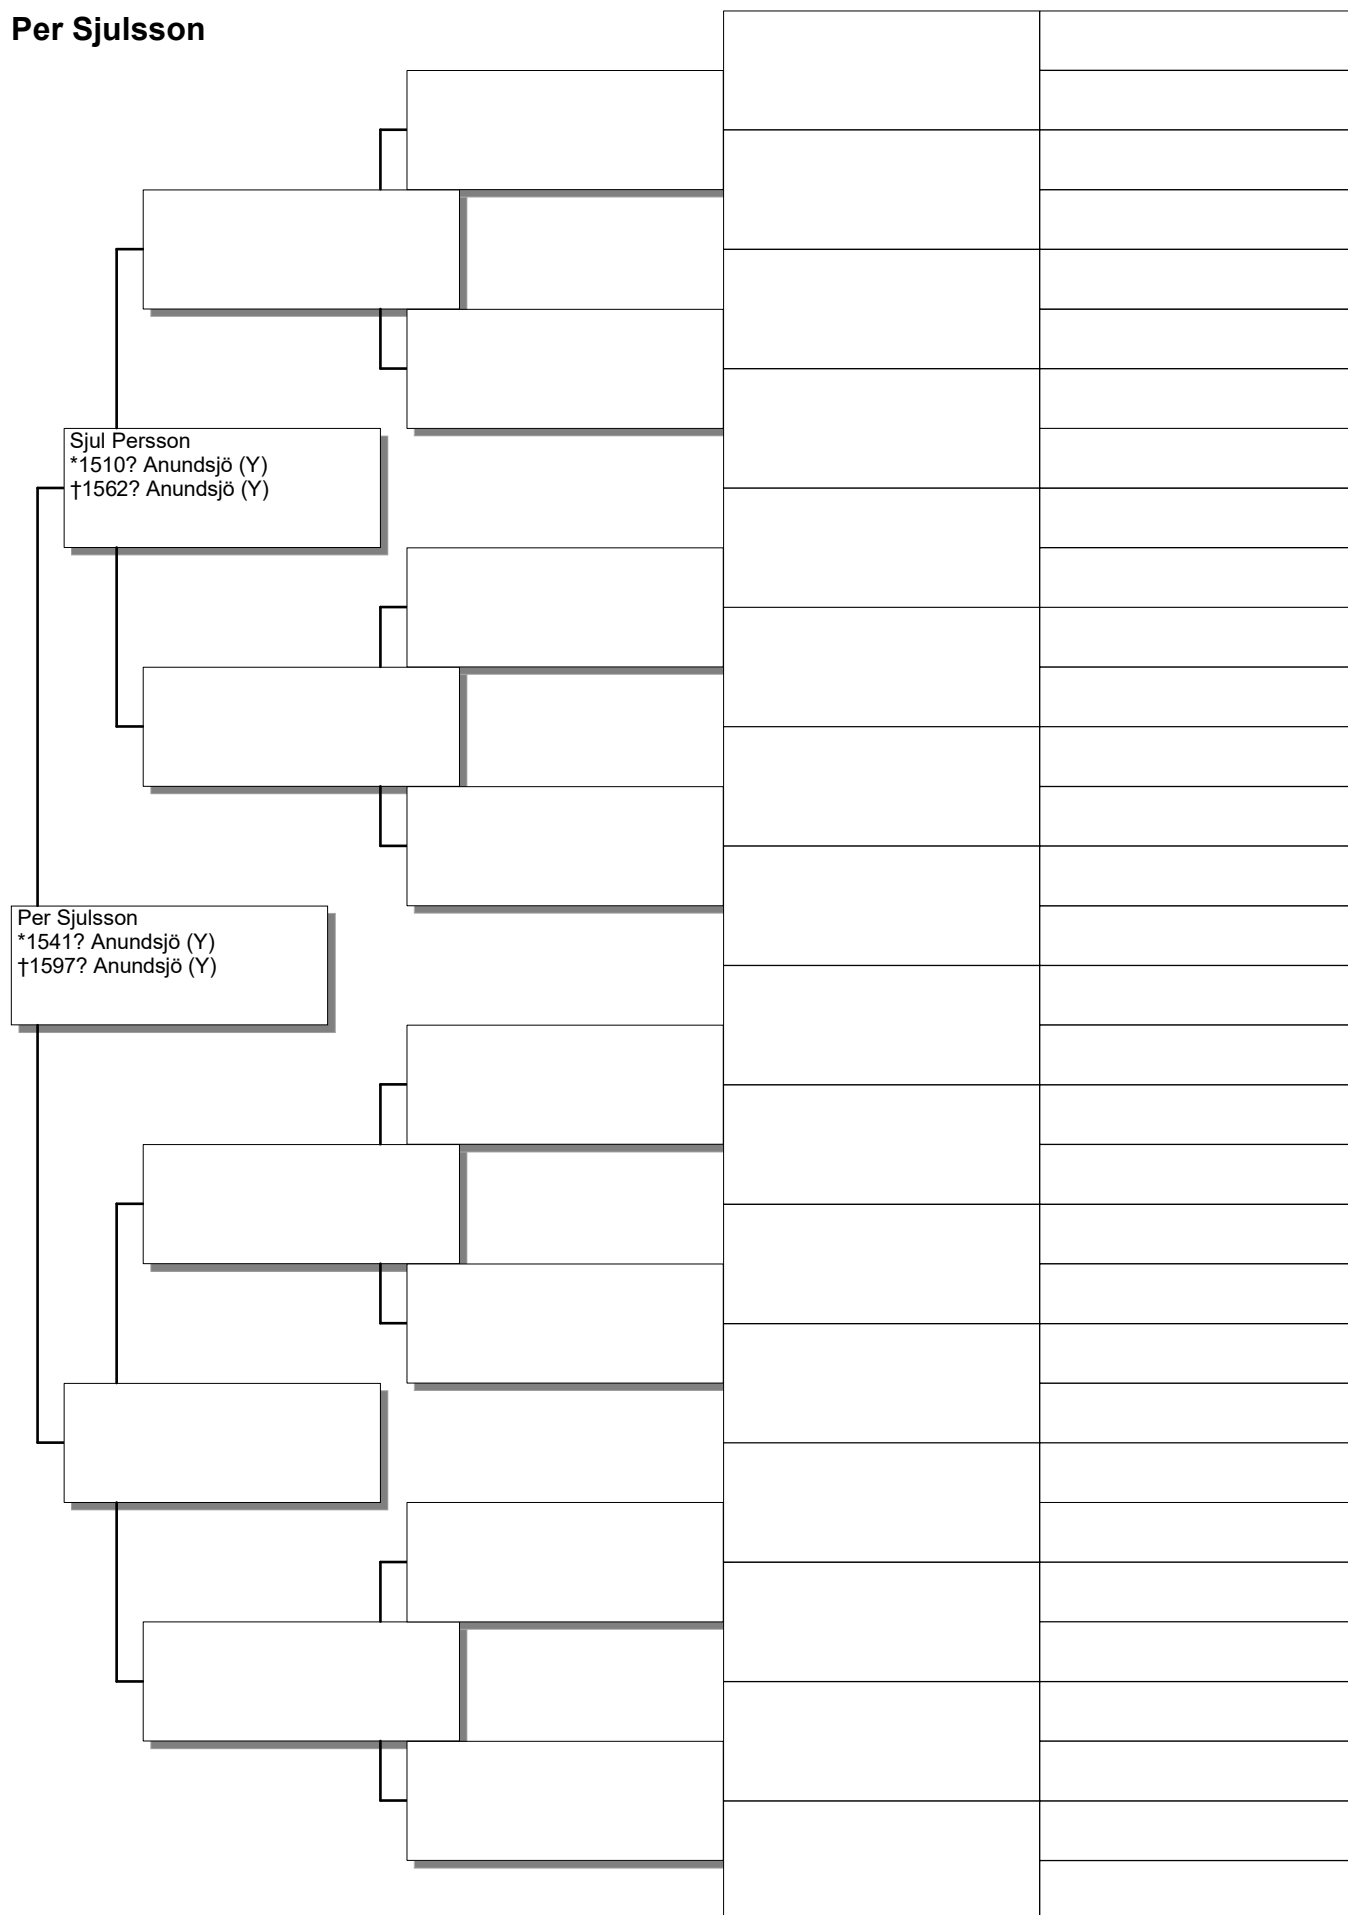 Per Sjulsson
Sjul Persson
*1510? Anundsjö (Y)
†1562? Anundsjö (Y)
Per Sjulsson
*1541? Anundsjö (Y)
†1597? Anundsjö (Y)